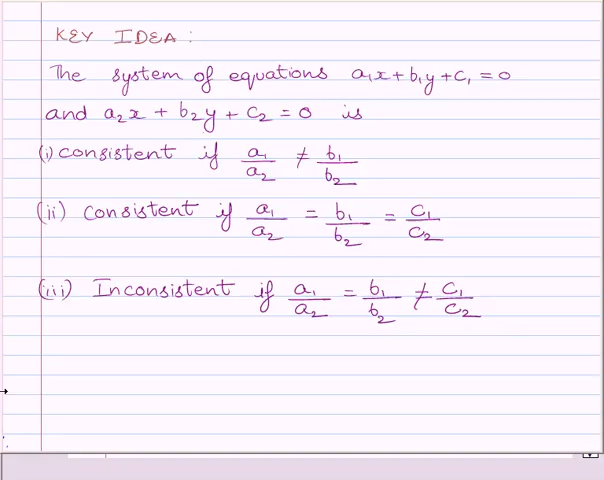 KEY IDEA:
The system of equations a₁x + b₁y + c₁ = 0
and a₂x + b₂y + c₂ = 0 is
(i) consistent if a₁/a₂ ≠ b₁/b₂
(ii) Consistent if a₁/a₂ = b₁/b₂ = c₁/c₂
(iii) Inconsistent if a₁/a₂ = b₁/b₂ ≠ c₁/c₂